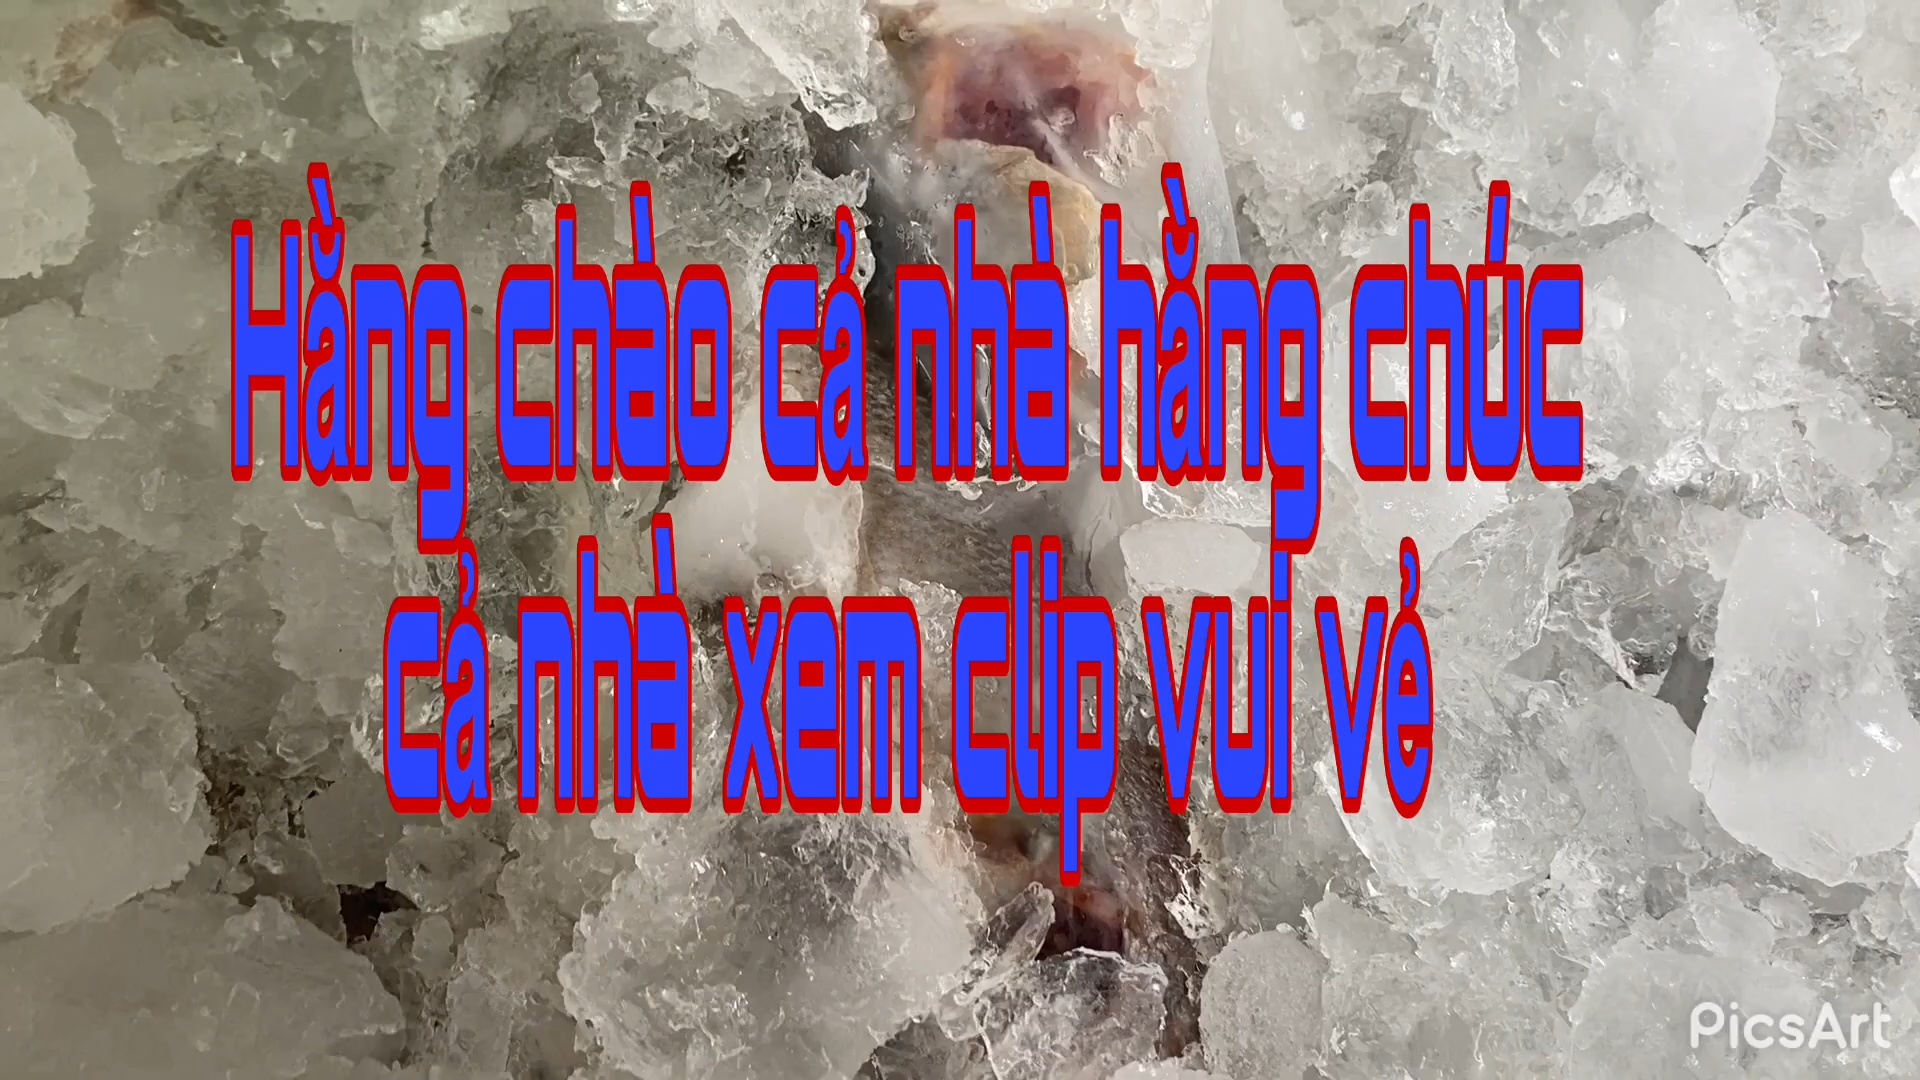 Hằng chào cả nhà hằng chúc
cả nhà xem clip vui vẻ
PicsArt